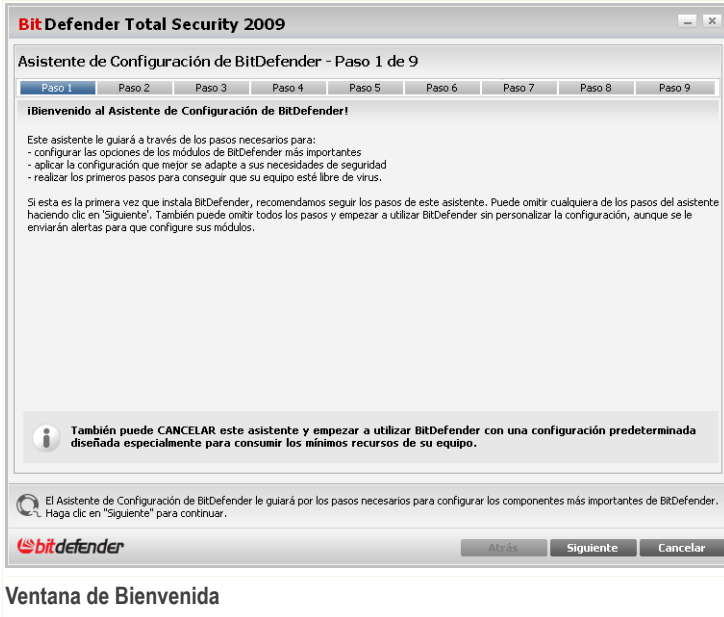 BitDefender Total Security 2009
Asistente de Configuración de BitDefender - Paso 1 de 9
Paso 1 Paso 2 Paso 3 Paso 4 Paso 5 Paso 6 Paso 7 Paso 8 Paso 9
¡Bienvenido al Asistente de Configuración de BitDefender!
Este asistente le guiará a través de los pasos necesarios para:
- configurar las opciones de los módulos de BitDefender más importantes
- aplicar la configuración que mejor se adapte a sus necesidades de seguridad
- realizar los primeros pasos para conseguir que su equipo esté libre de virus.
Si esta es la primera vez que instala BitDefender, recomendamos seguir los pasos de este asistente. Puede omitir cualquiera de los pasos del asistente
haciendo clic en 'Siguiente'. También puede omitir todos los pasos y empezar a utilizar BitDefender sin personalizar la configuración, aunque se le
enviarán alertas para que configure sus módulos.
También puede CANCELAR este asistente y empezar a utilizar BitDefender con una configuración predeterminada
diseñada especialmente para consumir los mínimos recursos de su equipo.
El Asistente de Configuración de BitDefender le guiará por los pasos necesarios para configurar los componentes más importantes de BitDefender.
Haga clic en "Siguiente" para continuar.
bitdefender Atrás Siguiente Cancelar
Ventana de Bienvenida